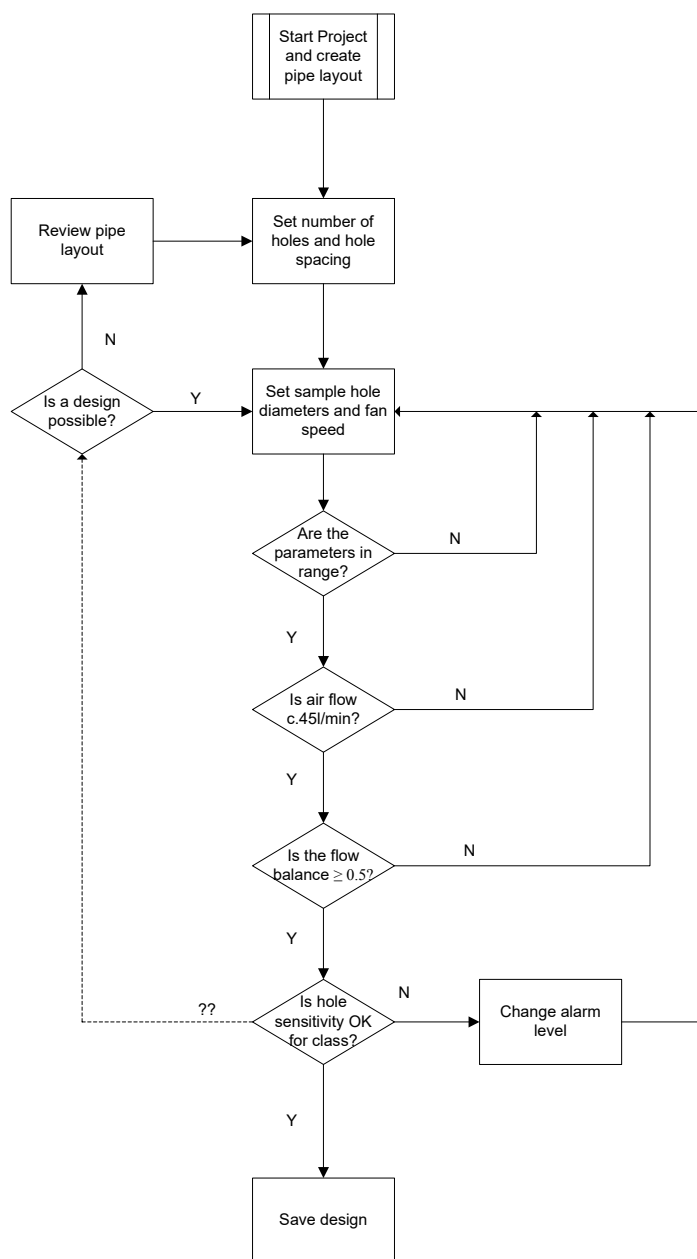 Start Project
and create
pipe layout
Review pipe
layout
Set number of
holes and hole
spacing
N
Is a design
possible?
Y
Set sample hole
diameters and fan
speed
Are the
parameters in
range?
N
Y
Is air flow
c.45l/min?
N
Y
Is the flow
balance ≥ 0.5?
N
Y
??
Is hole
sensitivity OK
for class?
N
Change alarm
level
Y
Save design